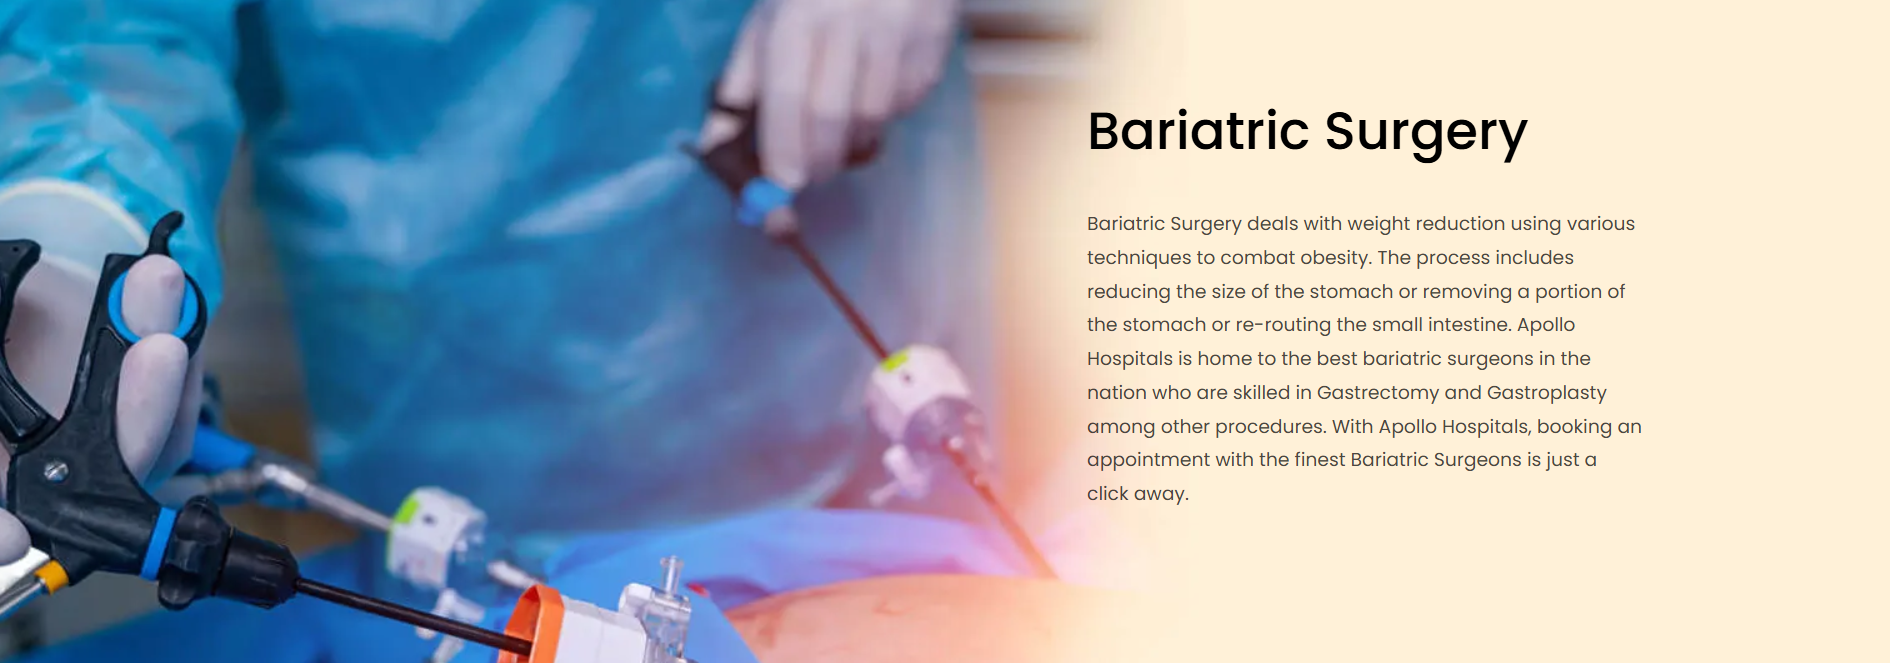 Bariatric Surgery
Bariatric Surgery deals with weight reduction using various
techniques to combat obesity. The process includes
reducing the size of the stomach or removing a portion of
the stomach or re-routing the small intestine. Apollo
Hospitals is home to the best bariatric surgeons in the
nation who are skilled in Gastrectomy and Gastroplasty
among other procedures. With Apollo Hospitals, booking an
appointment with the finest Bariatric Surgeons is just a
click away.